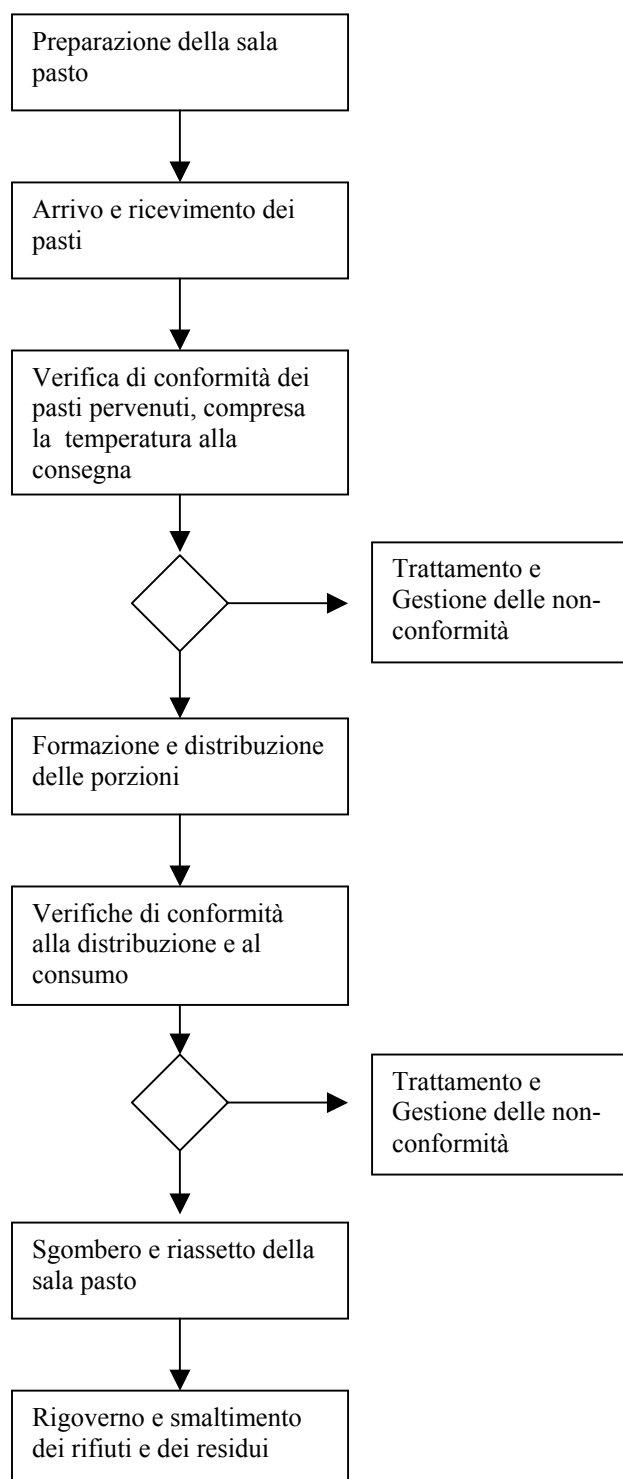 Preparazione della sala
pasto
Arrivo e ricevimento dei
pasti
Verifica di conformità dei
pasti pervenuti, compresa
la  temperatura alla
consegna
Trattamento e
Gestione delle non-
conformità
Formazione e distribuzione
delle porzioni
Verifiche di conformità
alla distribuzione e al
consumo
Trattamento e
Gestione delle non-
conformità
Sgombero e riassetto della
sala pasto
Rigoverno e smaltimento
dei rifiuti e dei residui